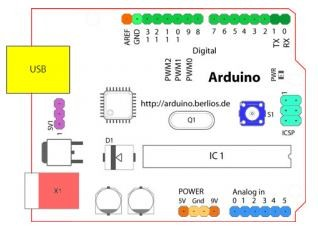 AREF
GND
13
12
11
10
9
8
7
6
5
4
3
2
1
0
TX
RX
Digital
PWM2
PWM1
PWM0
Arduino
PWR
USB
http://arduino.berlios.de
SV1
1
Q1
S1
1
ICSP
D1
IC 1
X1
POWER
5V Gnd 9V
Analog in
0 1 2 3 4 5